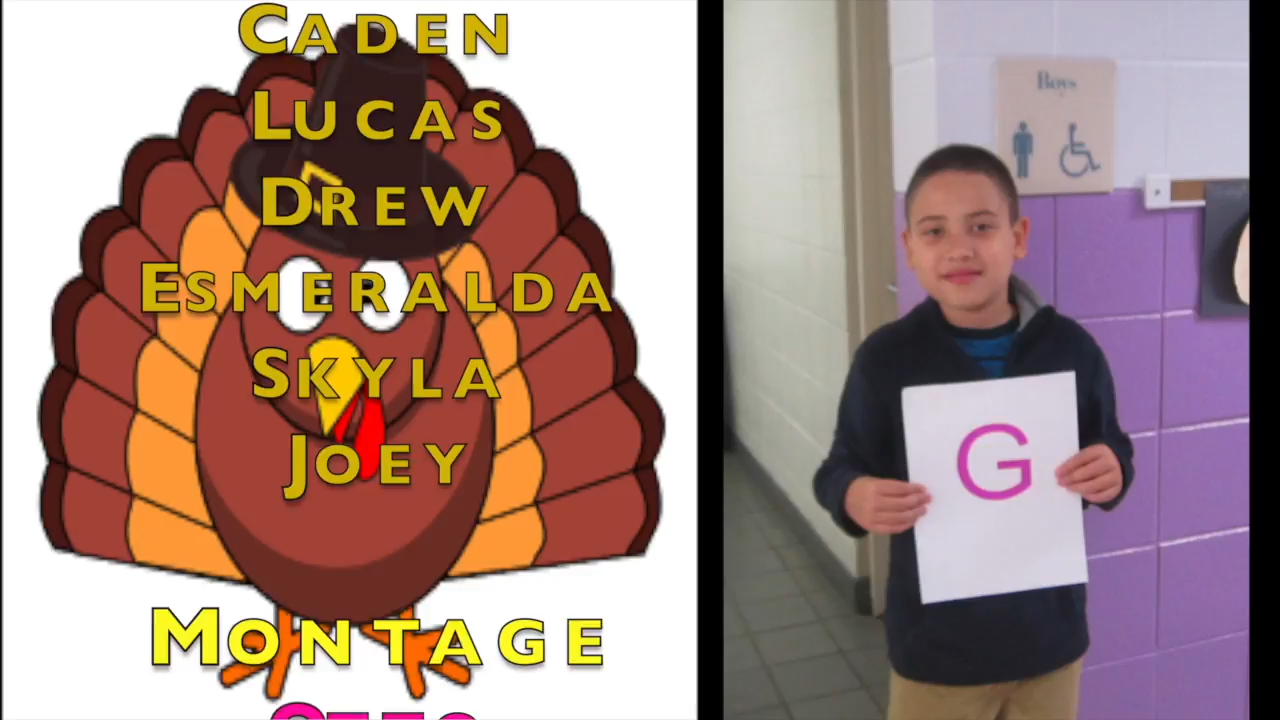 CADEN
LUCAS
DREW
ESMERALDA
SKYLA
JOEY
MONTAGE
Boys
G